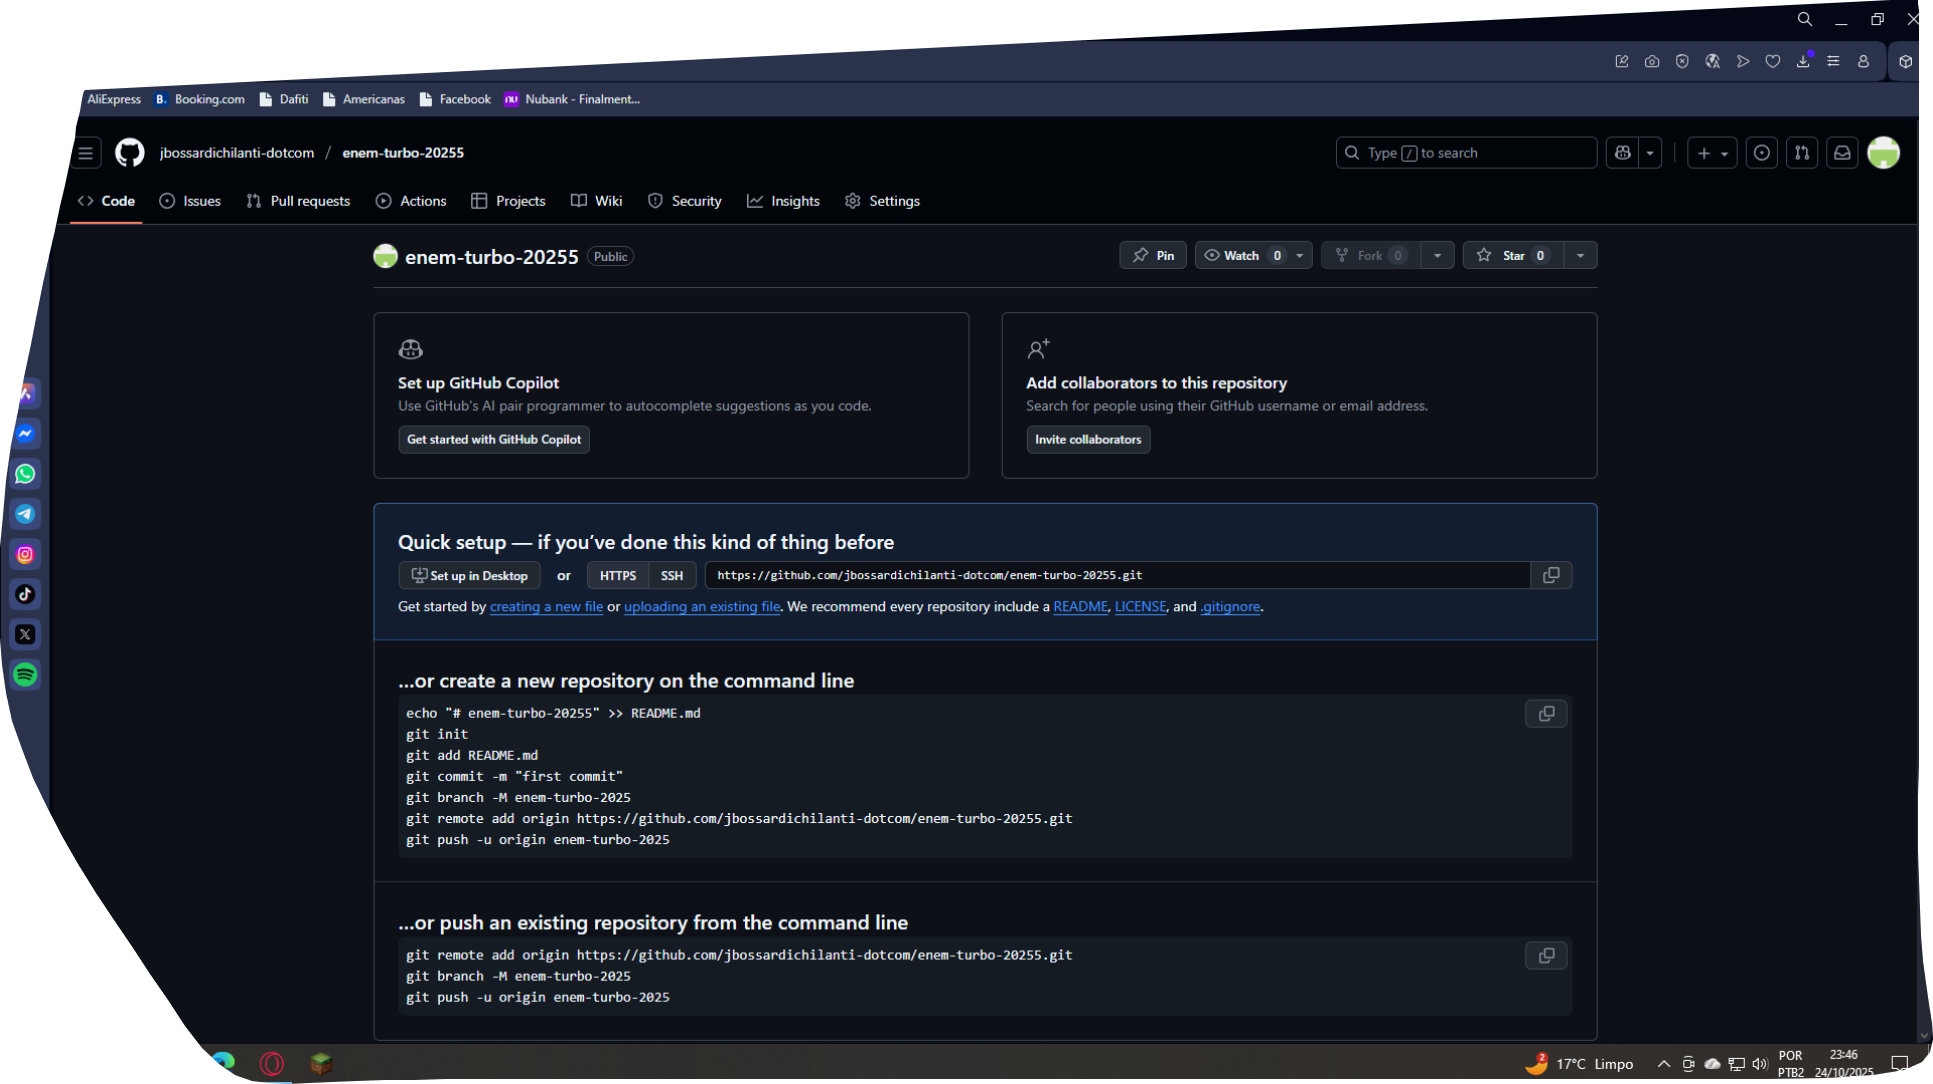 AliExpress B. Booking.com Dafiti Americanas Facebook nu Nubank - Finalment...
jbossardichilanti-dotcom / enem-turbo-20255 Type / to search
Code Issues Pull requests Actions Projects Wiki Security Insights Settings
enem-turbo-20255 Public Pin Watch 0 Fork 0 Star 0
Set up GitHub Copilot
Use GitHub's AI pair programmer to autocomplete suggestions as you code.
Get started with GitHub Copilot
Add collaborators to this repository
Search for people using their GitHub username or email address.
Invite collaborators
Quick setup — if you’ve done this kind of thing before
Set up in Desktop or HTTPS SSH https://github.com/jbossardichilanti-dotcom/enem-turbo-20255.git
Get started by creating a new file or uploading an existing file. We recommend every repository include a README, LICENSE, and .gitignore.
...or create a new repository on the command line
echo "# enem-turbo-20255" >> README.md
git init
git add README.md
git commit -m "first commit"
git branch -M enem-turbo-2025
git remote add origin https://github.com/jbossardichilanti-dotcom/enem-turbo-20255.git
git push -u origin enem-turbo-2025
...or push an existing repository from the command line
git remote add origin https://github.com/jbossardichilanti-dotcom/enem-turbo-20255.git
git branch -M enem-turbo-2025
git push -u origin enem-turbo-2025
2 17°C Limpo POR 23:46
PTB2 24/10/2025